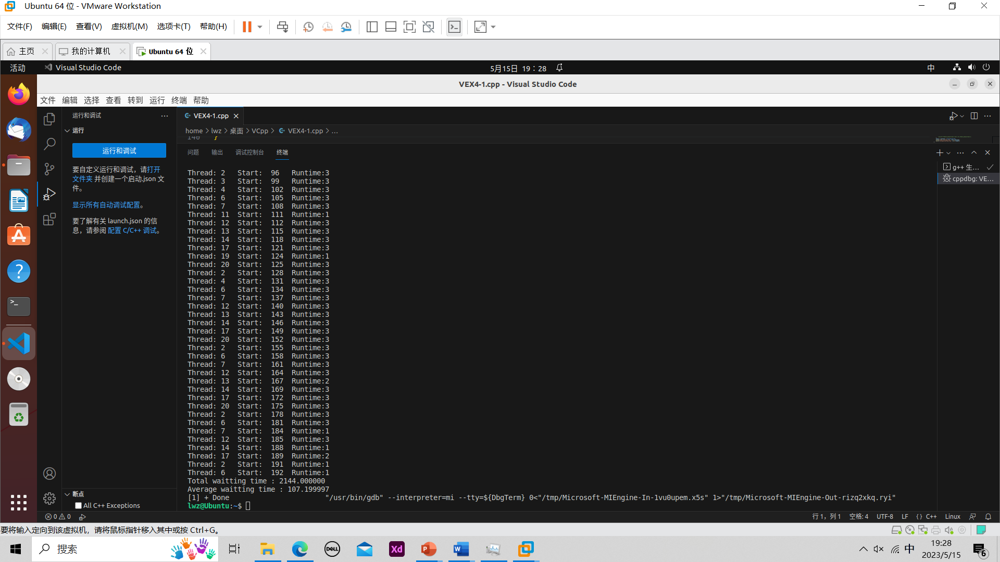 Ubuntu 64 位 - VMware Workstation
文件(F) 编辑(E) 查看(V) 虚拟机(M) 选项卡(T) 帮助(H)
主页 我的计算机 Ubuntu 64 位
活动 Visual Studio Code 5月15日 19：28 中
VEX4-1.cpp - Visual Studio Code
文件 编辑 选择 查看 转到 运行 终端 帮助
运行和调试 ···
VEX4-1.cpp
运行
home > lwz > 桌面 > VCpp > VEX4-1.cpp > ...
140 }
运行和调试
要自定义运行和调试，请打开
文件夹 并创建一个启动.json 文
件。
显示所有自动调试配置。
要了解有关 launch.json 的信
息，请参阅 配置 C/C++ 调试。
问题 输出 调试控制台 终端
g++ 生...
cppdbg: VE...
Thread: 2 Start: 96 Runtime:3
Thread: 3 Start: 99 Runtime:3
Thread: 4 Start: 102 Runtime:3
Thread: 6 Start: 105 Runtime:3
Thread: 7 Start: 108 Runtime:3
Thread: 11 Start: 111 Runtime:1
Thread: 12 Start: 112 Runtime:3
Thread: 13 Start: 115 Runtime:3
Thread: 14 Start: 118 Runtime:3
Thread: 17 Start: 121 Runtime:3
Thread: 19 Start: 124 Runtime:1
Thread: 20 Start: 125 Runtime:3
Thread: 2 Start: 128 Runtime:3
Thread: 4 Start: 131 Runtime:3
Thread: 6 Start: 134 Runtime:3
Thread: 7 Start: 137 Runtime:3
Thread: 12 Start: 140 Runtime:3
Thread: 13 Start: 143 Runtime:3
Thread: 14 Start: 146 Runtime:3
Thread: 17 Start: 149 Runtime:3
Thread: 20 Start: 152 Runtime:3
Thread: 2 Start: 155 Runtime:3
Thread: 6 Start: 158 Runtime:3
Thread: 7 Start: 161 Runtime:3
Thread: 12 Start: 164 Runtime:3
Thread: 13 Start: 167 Runtime:2
Thread: 14 Start: 169 Runtime:3
Thread: 17 Start: 172 Runtime:3
Thread: 20 Start: 175 Runtime:3
Thread: 2 Start: 178 Runtime:3
Thread: 6 Start: 181 Runtime:3
Thread: 7 Start: 184 Runtime:1
Thread: 12 Start: 185 Runtime:3
Thread: 14 Start: 188 Runtime:1
Thread: 17 Start: 189 Runtime:2
Thread: 2 Start: 191 Runtime:1
Thread: 6 Start: 192 Runtime:1
Total waitting time : 2144.000000
Average waitting time : 107.199997
[1] + Done "/usr/bin/gdb" --interpreter=mi --tty=${DbgTerm} 0<"/tmp/Microsoft-MIEngine-In-1vu0upem.x5s" 1>"/tmp/Microsoft-MIEngine-Out-rizq2xkq.ryi"
lwz@Ubuntu:~$
断点
All C++ Exceptions
0 0 行 1，列 1 空格: 4 UTF-8 LF {} C++ Linux
要将输入定向到该虚拟机，请将鼠标指针移入其中或按 Ctrl+G。
搜索 DELL Xd P W 中 19:28
2023/5/15 6